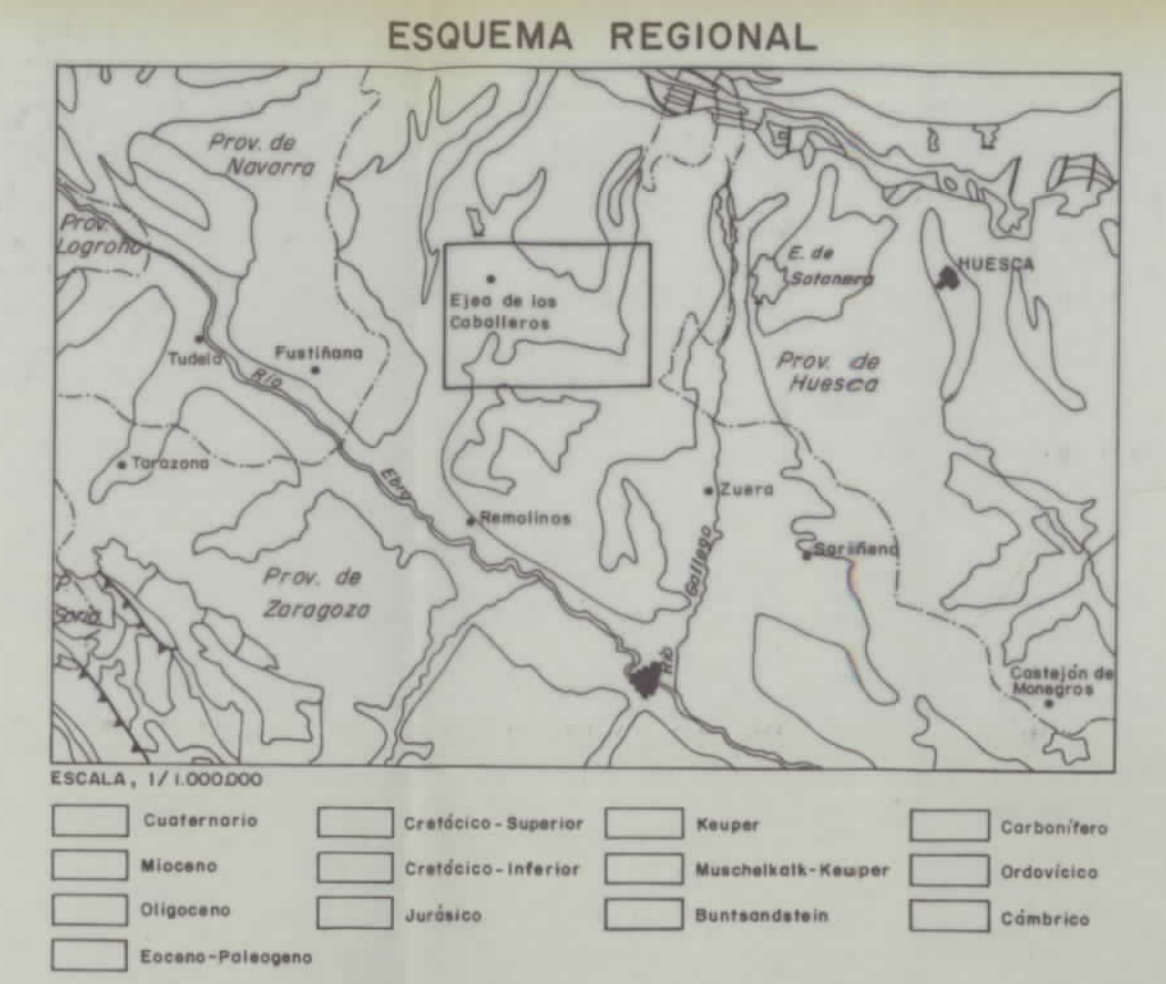 ESQUEMA REGIONAL
Prov. de
Navarra
Prov.
Logroño
E. de
Sotonera
HUESCA
Ejea de los
Caballeros
Tudela
Fustiñana
Río
Prov. de
Huesca
Tarazona
Ebro
Zuera
Remolinos
Sariñena
Gallego
Prov. de
Zaragoza
P.
Soria
Río
Castejón de
Monegros
ESCALA, 1/1.000.000
Cuaternario
Cretácico-Superior
Keuper
Carbonífero
Mioceno
Cretácico-Inferior
Muschelkalk-Keuper
Ordovícico
Oligoceno
Jurásico
Buntsandstein
Cámbrico
Eoceno-Paleogeno